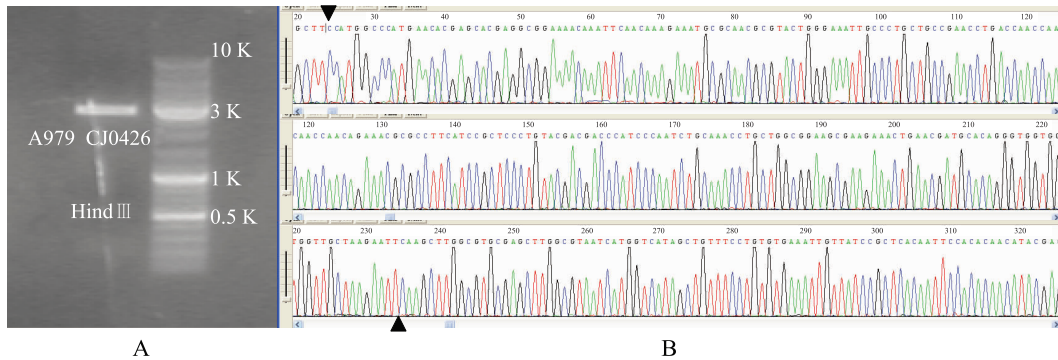 10 K
3 K
A979 CJ0426
1 K
Hind Ⅲ
0.5 K
20 30 40 50 60 70 80 90 100 110 120
GCTTCCATGGCCCATGAACACGAGCACGAGGCGGAAAACAAATTCAACAAAGAAATGCGCAACGCGTACTGGGAAATTGCCCTGCTGCCGAACCTGACCAACCAA
120 130 140 150 160 170 180 190 200 210 220
CAACCAACAGAAACGCGCCTTCATCCGCTCCCTGTACGACGACCCATCCCAATCTGCAAACCTGCTGGCGGAAGCGAAGAAACTGAACGATGCACAGGGTGGTGC
220 230 240 250 260 270 280 290 300 310 320
TGGTTGCTAAGAATTCAAGCTTGGCGTGCGAGCTTGGCGTAATCATGGTCATAGCTGTTTCCTGTGTGAAATTGTTATCCGCTCACAATTCCACACAACATACGA
A
B